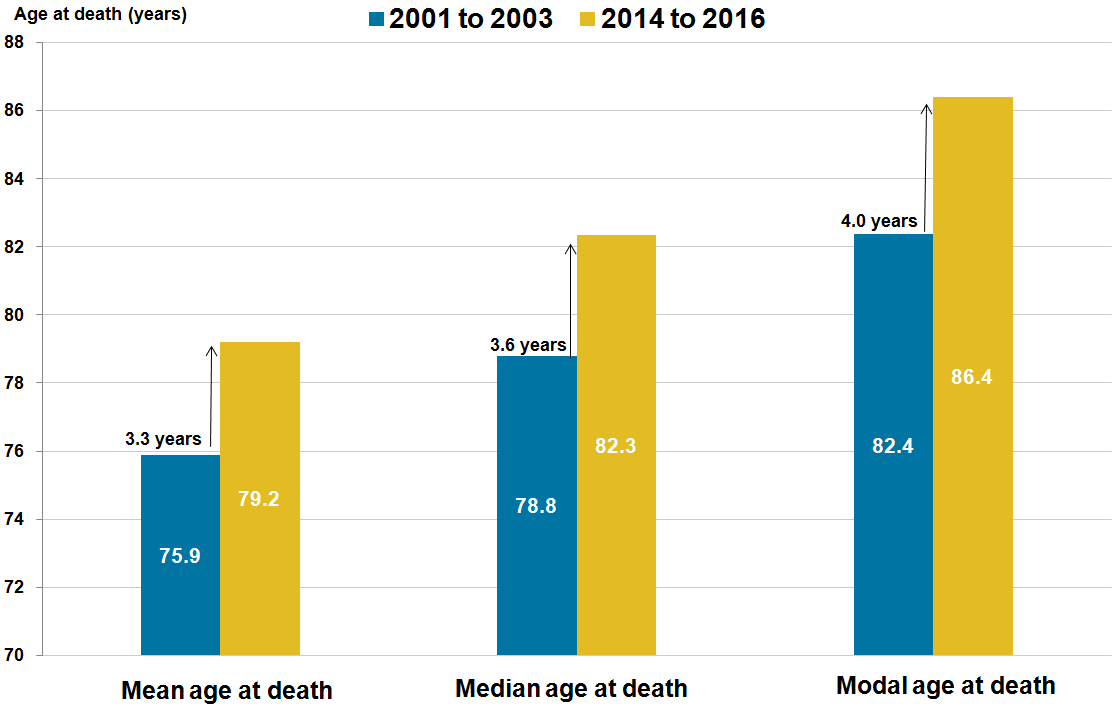 Age at death (years)
2001 to 2003 2014 to 2016
88
86
84
82
80
78
76
74
72
70
3.3 years
75.9
79.2
3.6 years
78.8
82.3
4.0 years
82.4
86.4
Mean age at death
Median age at death
Modal age at death